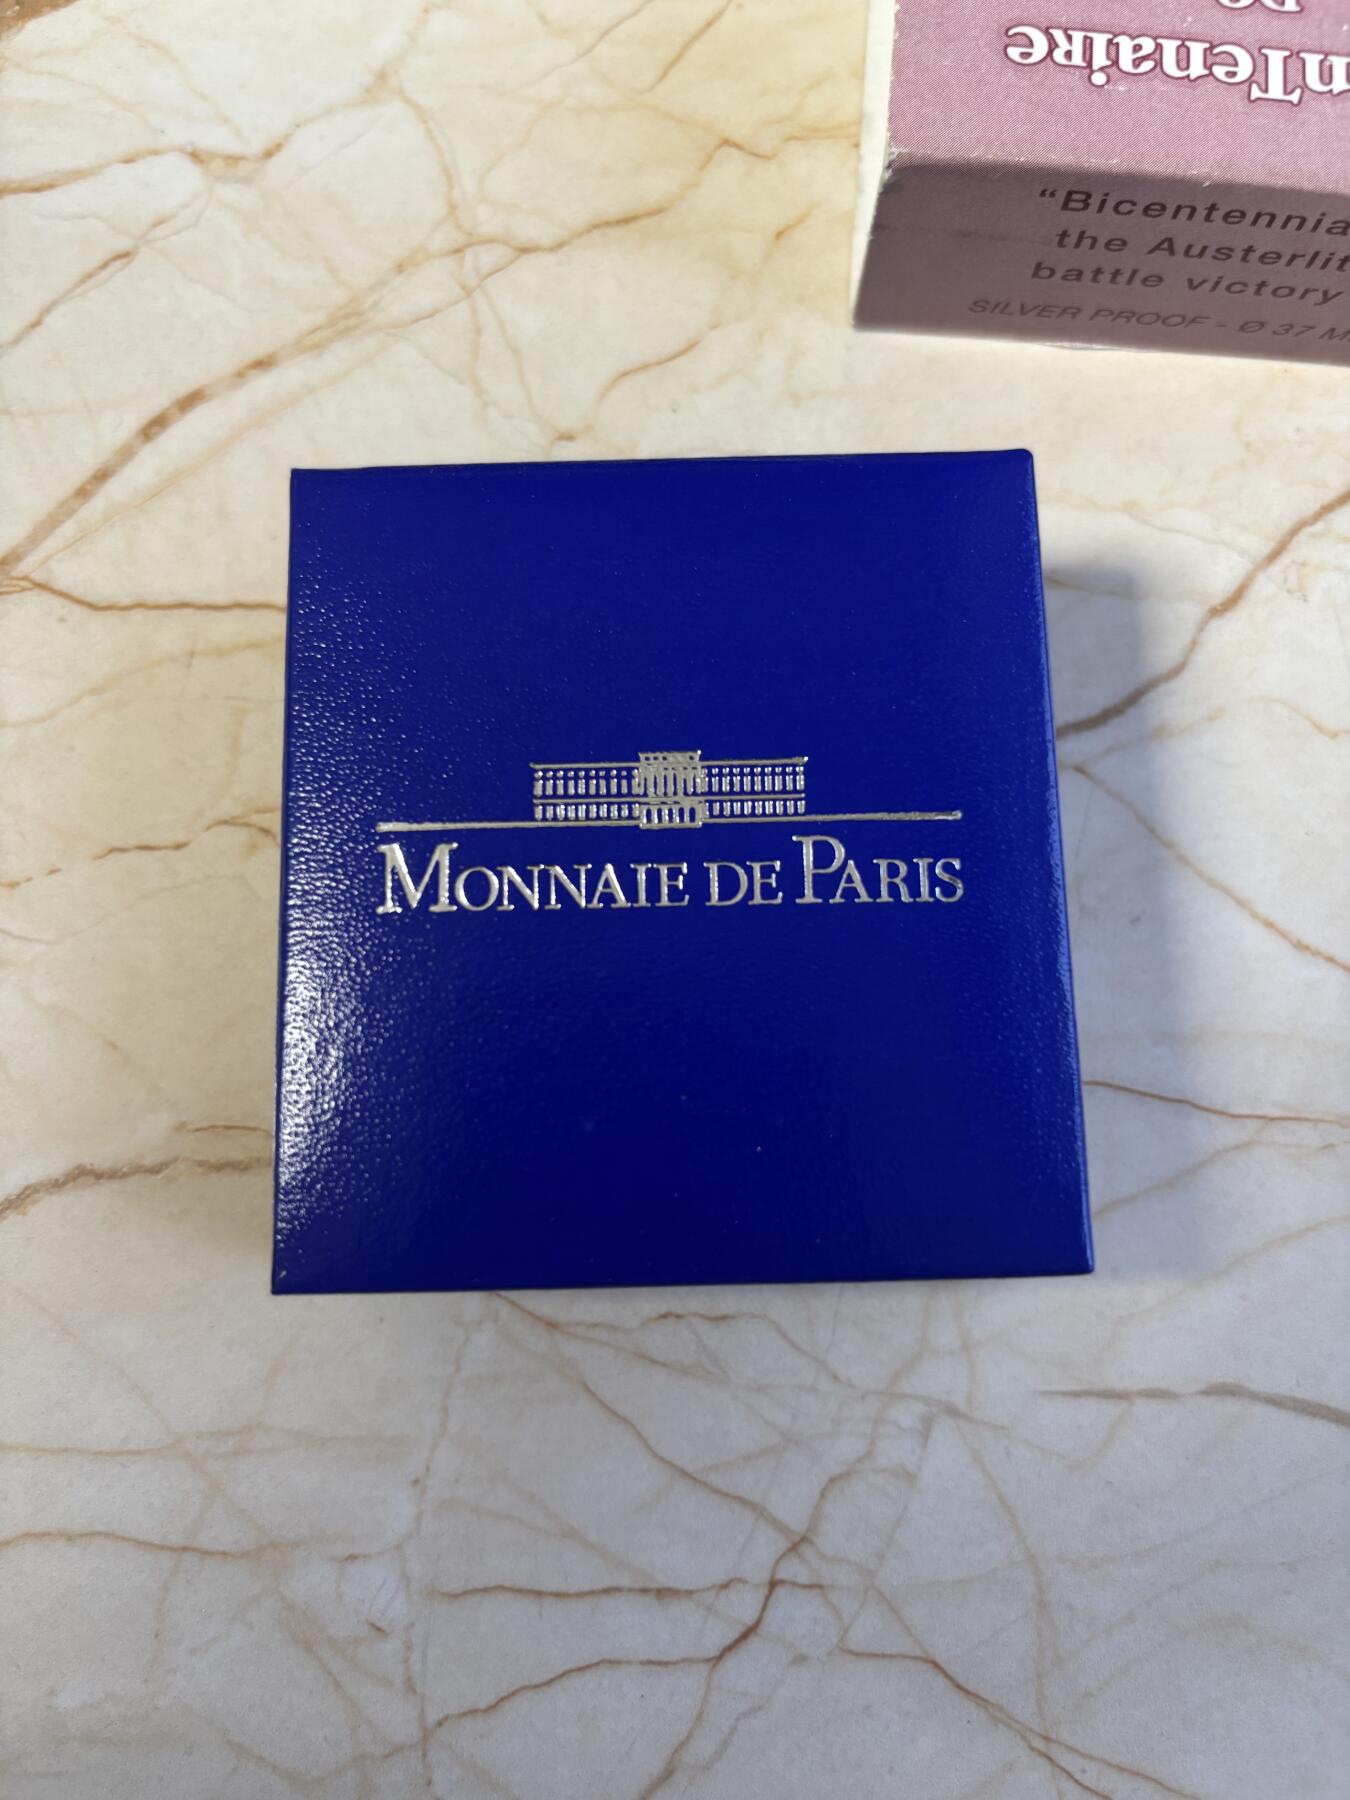 nTenaire
"Bicentennia
the Austerlit
battle victory
SILVER PROOF - Ø 37 M
MONNAIE DE PARIS